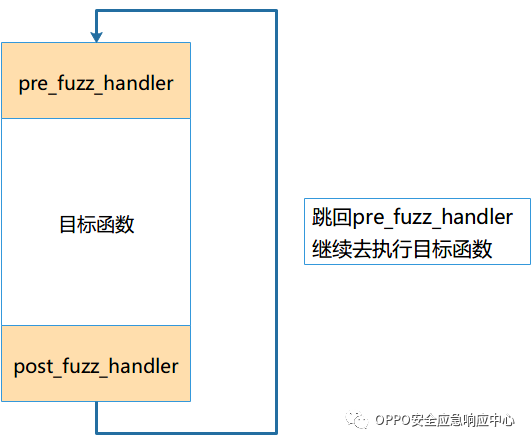 pre_fuzz_handler
目标函数
跳回pre_fuzz_handler
继续去执行目标函数
post_fuzz_handler
OPPO安全应急响应中心